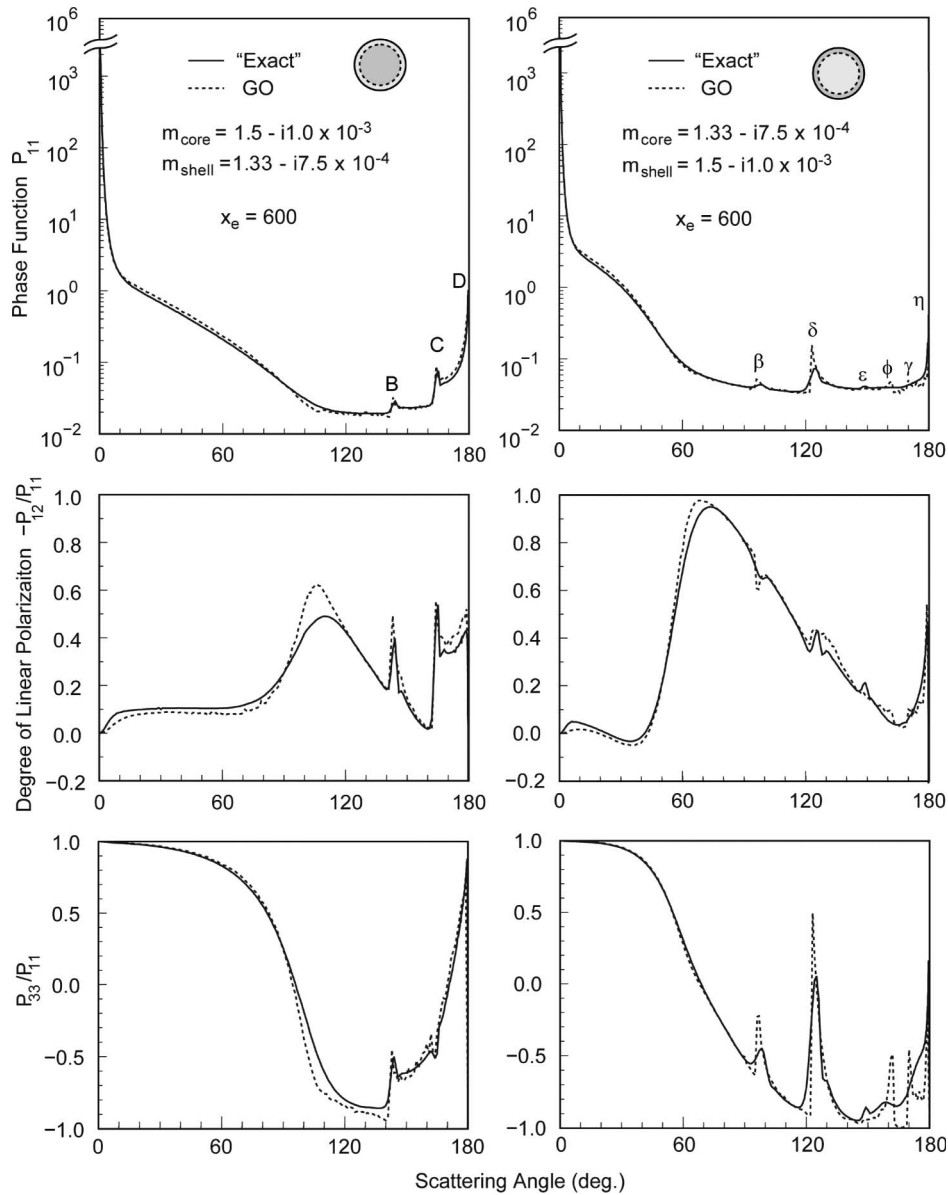 10^6
10^3
10^2
10^1
10^0
10^−1
10^−2
Phase Function P_11
"Exact"
GO
m_core = 1.5 - i1.0 x 10^-3
m_shell = 1.33 - i7.5 x 10^-4
x_e = 600
B
C
D
0 60 120 180
10^6
10^3
10^2
10^1
10^0
10^−1
10^−2
"Exact"
GO
m_core = 1.33 - i7.5 x 10^-4
m_shell = 1.5 - i1.0 x 10^-3
x_e = 600
β
δ
ε
ϕ
γ
η
0 60 120 180
Degree of Linear Polarizaiton −P_12/P_11
1.0
0.8
0.6
0.4
0.2
0.0
−0.2
0 60 120 180
1.0
0.8
0.6
0.4
0.2
0.0
−0.2
0 60 120 180
P_33/P_11
1.0
0.5
0.0
−0.5
−1.0
0 60 120 180
1.0
0.5
0.0
−0.5
−1.0
0 60 120 180
Scattering Angle (deg.)